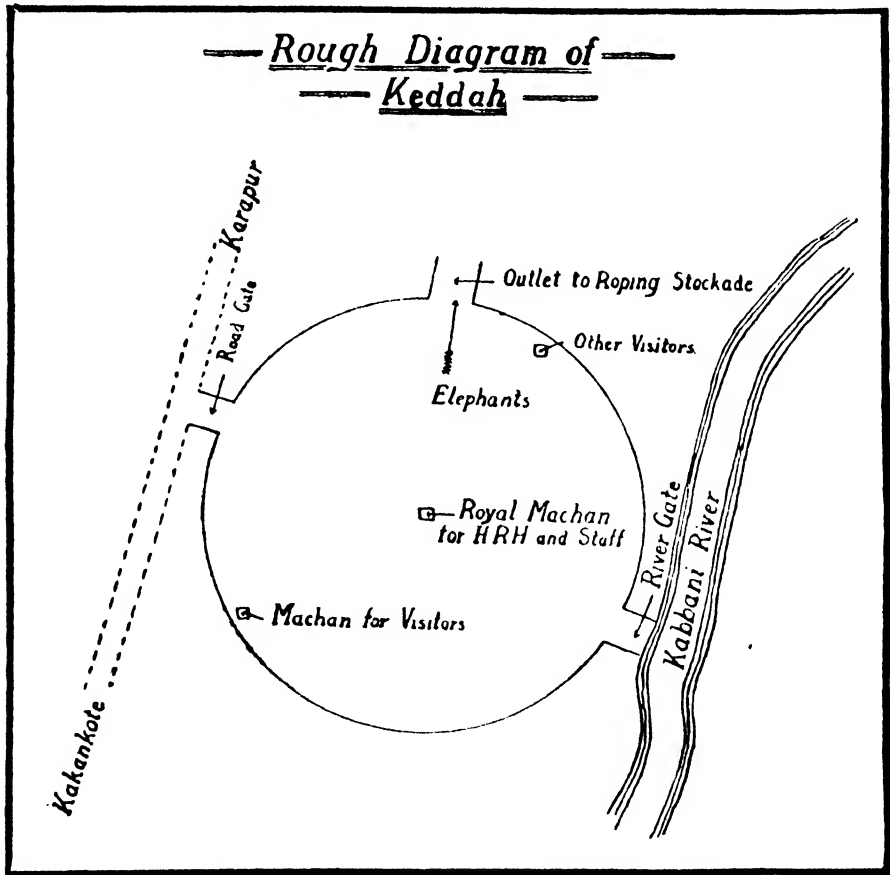 Rough Diagram of
Keddah
Karapur
Road Gate
Outlet to Roping Stockade
Other Visitors.
Elephants
Royal Machan
for HRH and Staff
River Gate
Kabbani River
Machan for Visitors
Kakankote